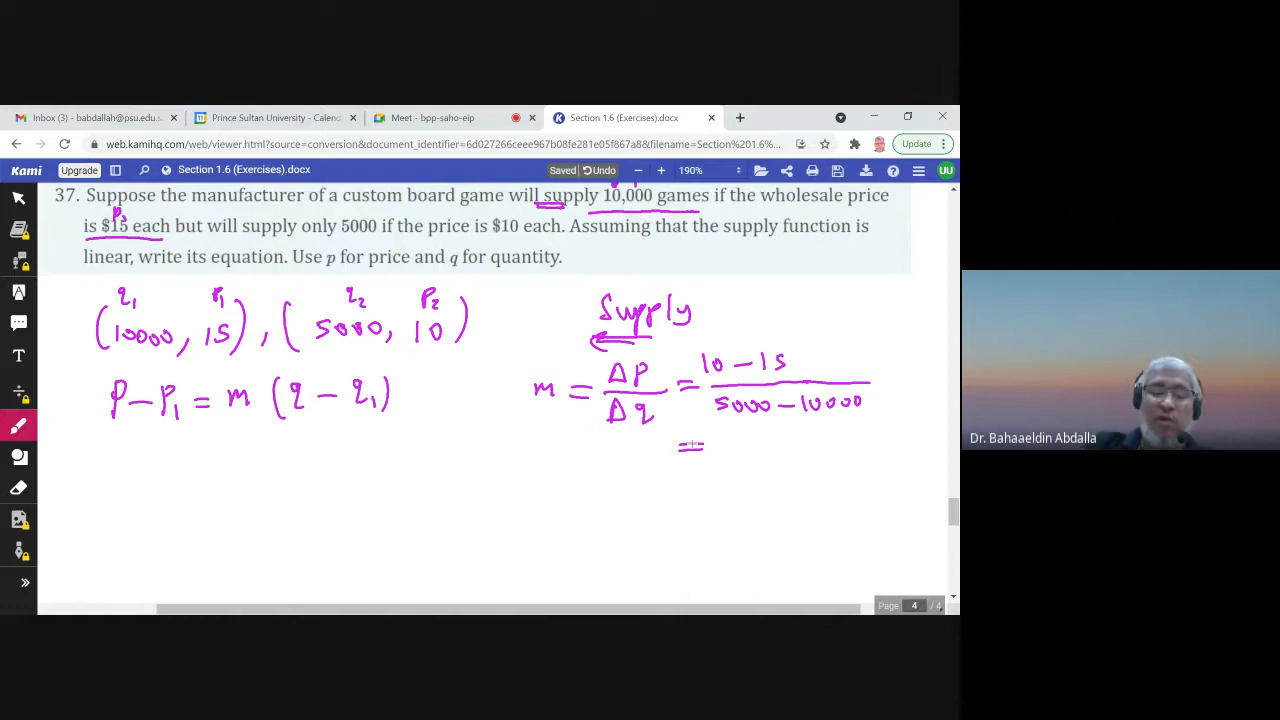 Inbox (3) - babdallah@psu.edu.s
Prince Sultan University - Calend
Meet - bpp-saho-eip
Section 1.6 (Exercises).docx
web.kamihq.com/web/viewer.html?source=conversion&document_identifier=6d027266ceee967b08fe281e05f867a8&filename=Section%201.6%...
Update
Kami
Upgrade
Section 1.6 (Exercises).docx
Saved
Undo
190%
UU
37. Suppose the manufacturer of a custom board game will supply 10,000 games if the wholesale price
is $15 each but will supply only 5000 if the price is $10 each. Assuming that the supply function is
linear, write its equation. Use p for price and q for quantity.
q₁ p₁ q₂ p₂
(10000, 15), (5000, 10)
Supply
P - P₁ = m (q - q₁)
m = Δp/Δq = 10-15/5000-10000
=
Dr. Bahaaeldin Abdalla
Page 4 / 4